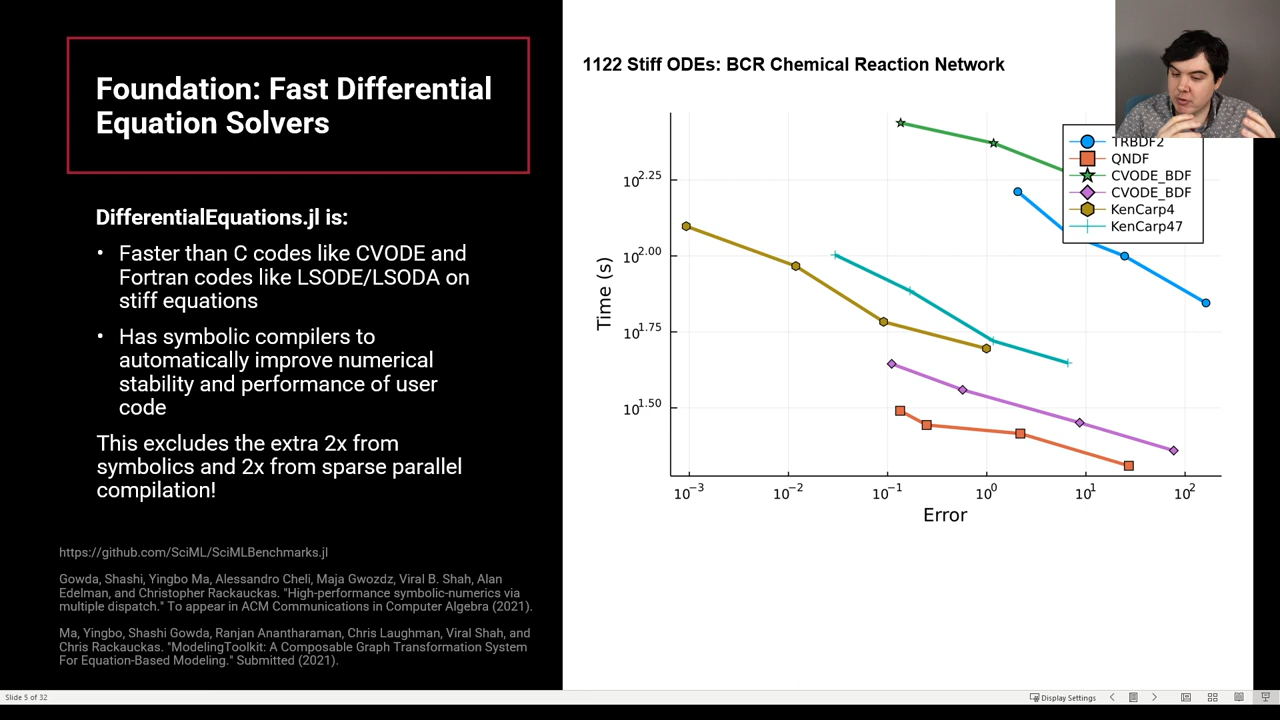 Foundation: Fast Differential
Equation Solvers
DifferentialEquations.jl is:
• Faster than C codes like CVODE and
Fortran codes like LSODE/LSODA on
stiff equations
• Has symbolic compilers to
automatically improve numerical
stability and performance of user
code
This excludes the extra 2x from
symbolics and 2x from sparse parallel
compilation!
https://github.com/SciML/SciMLBenchmarks.jl
Gowda, Shashi, Yingbo Ma, Alessandro Cheli, Maja Gwozdz, Viral B. Shah, Alan
Edelman, and Christopher Rackauckas. "High-performance symbolic-numerics via
multiple dispatch." To appear in ACM Communications in Computer Algebra (2021).
Ma, Yingbo, Shashi Gowda, Ranjan Anantharaman, Chris Laughman, Viral Shah, and
Chris Rackauckas. "ModelingToolkit: A Composable Graph Transformation System
For Equation-Based Modeling." Submitted (2021).
1122 Stiff ODEs: BCR Chemical Reaction Network
TRBDF2
QNDF
CVODE_BDF
CVODE_BDF
KenCarp4
KenCarp47
Time (s)
10^2.25
10^2.00
10^1.75
10^1.50
10^−3 10^−2 10^−1 10^0 10^1 10^2
Error
Slide 5 of 32
Display Settings